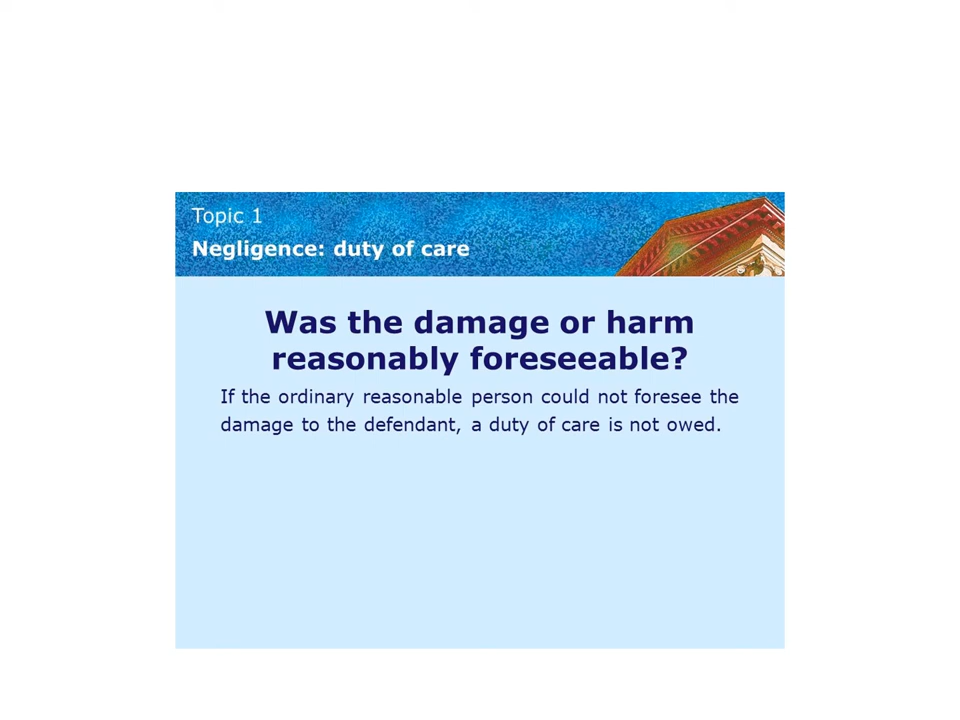 Topic 1
Negligence: duty of care
Was the damage or harm
reasonably foreseeable?
If the ordinary reasonable person could not foresee the
damage to the defendant, a duty of care is not owed.